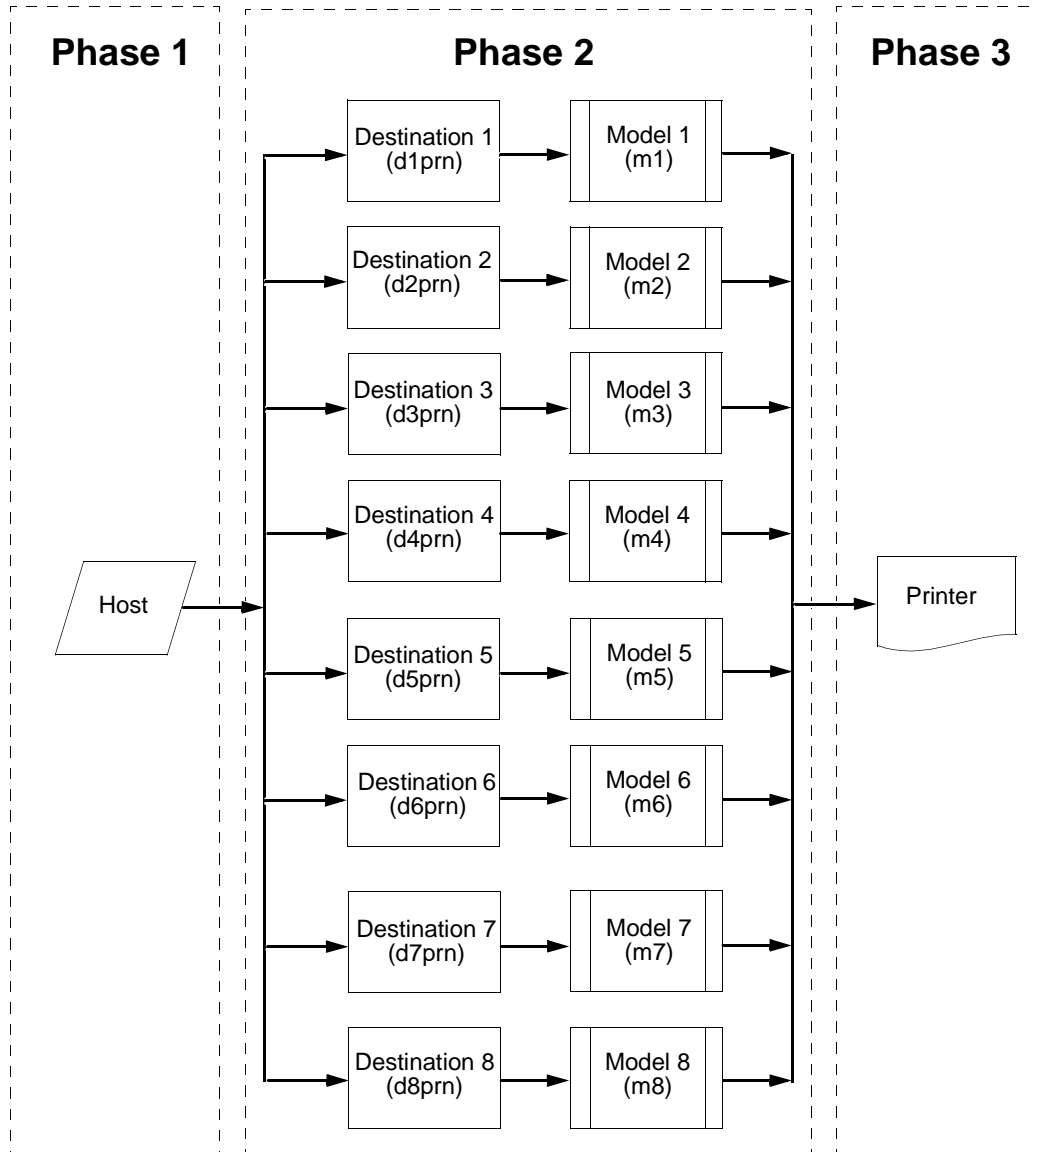 Phase 1
Phase 2
Phase 3
Destination 1
(d1prn)
Model 1
(m1)
Destination 2
(d2prn)
Model 2
(m2)
Destination 3
(d3prn)
Model 3
(m3)
Destination 4
(d4prn)
Model 4
(m4)
Host
Printer
Destination 5
(d5prn)
Model 5
(m5)
Destination 6
(d6prn)
Model 6
(m6)
Destination 7
(d7prn)
Model 7
(m7)
Destination 8
(d8prn)
Model 8
(m8)